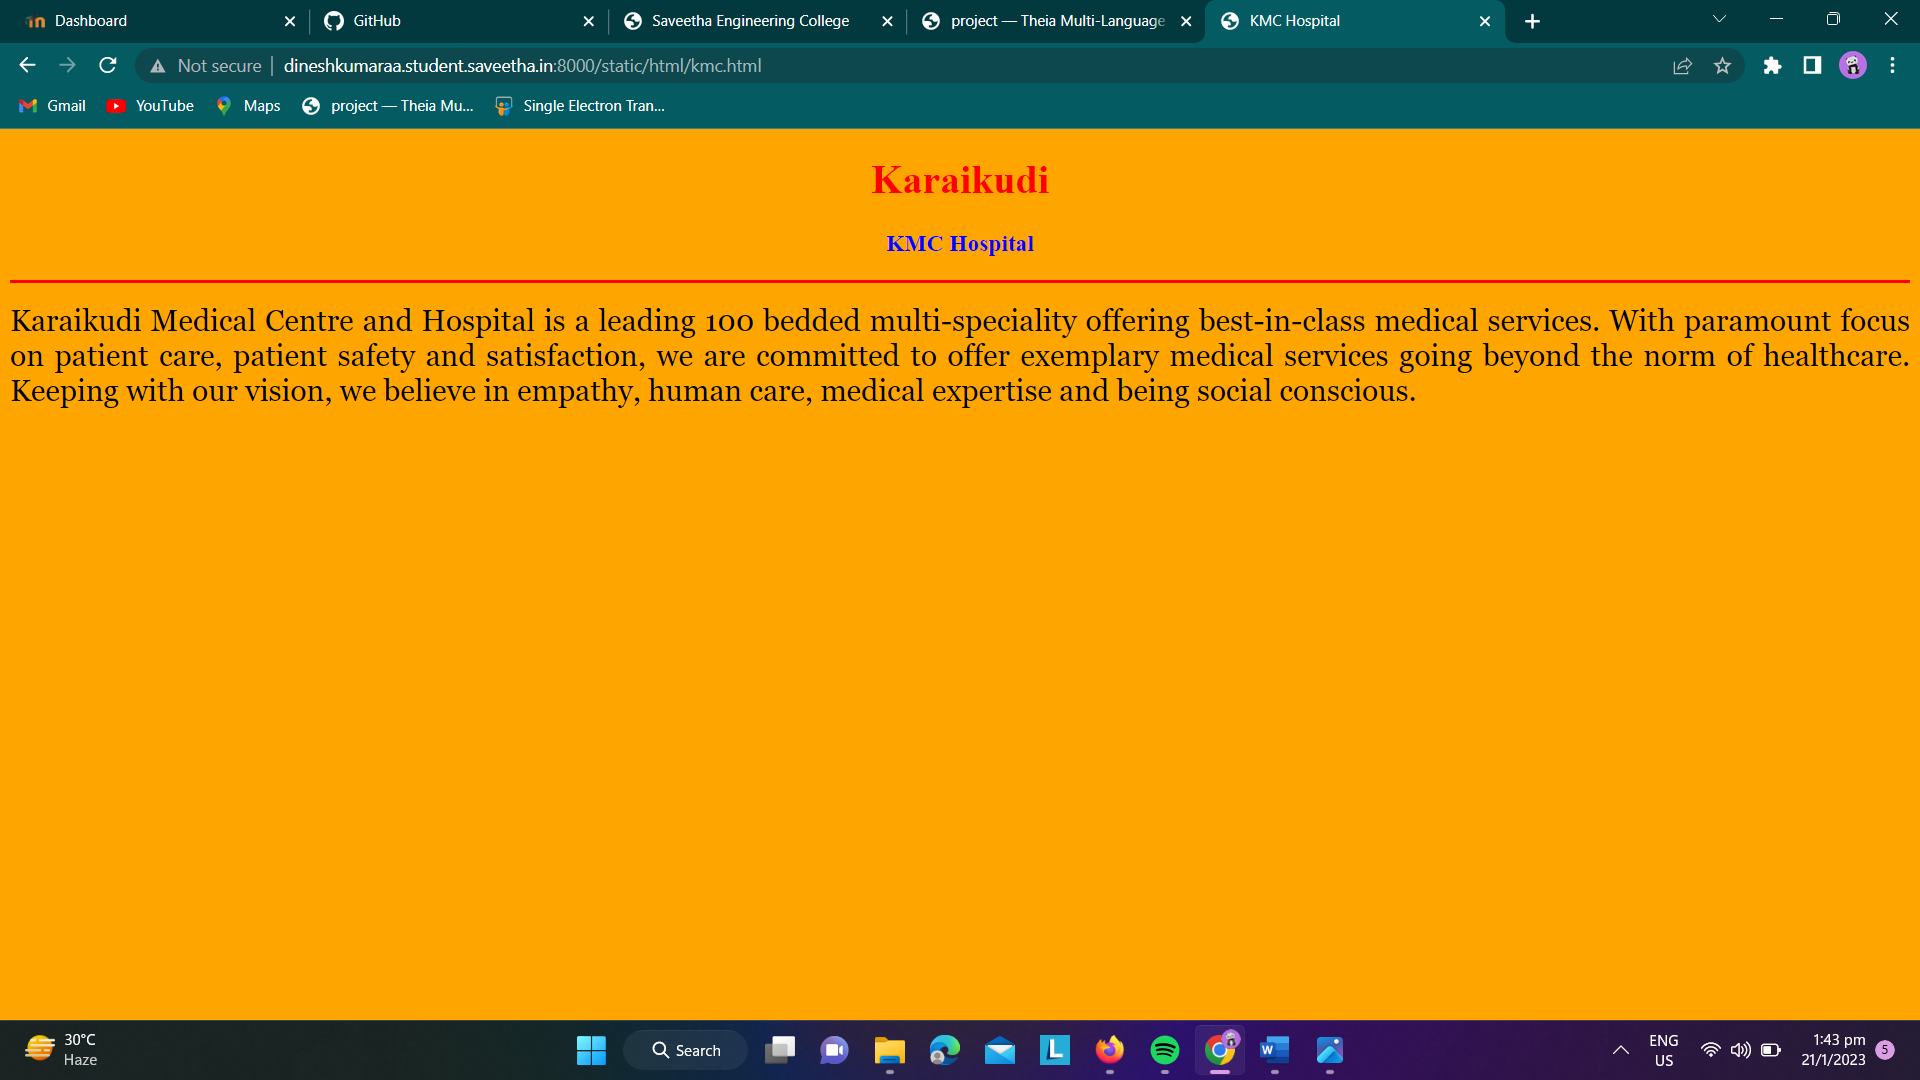 Dashboard
GitHub
Saveetha Engineering College
project — Theia Multi-Language
KMC Hospital
Not secure
dineshkumaraa.student.saveetha.in:8000/static/html/kmc.html
Gmail
YouTube
Maps
project — Theia Mu...
Single Electron Tran...
Karaikudi
KMC Hospital
Karaikudi Medical Centre and Hospital is a leading 100 bedded multi-speciality offering best-in-class medical services. With paramount focus
on patient care, patient safety and satisfaction, we are committed to offer exemplary medical services going beyond the norm of healthcare.
Keeping with our vision, we believe in empathy, human care, medical expertise and being social conscious.
30°C
Haze
Search
ENG
US
1:43 pm
21/1/2023
5